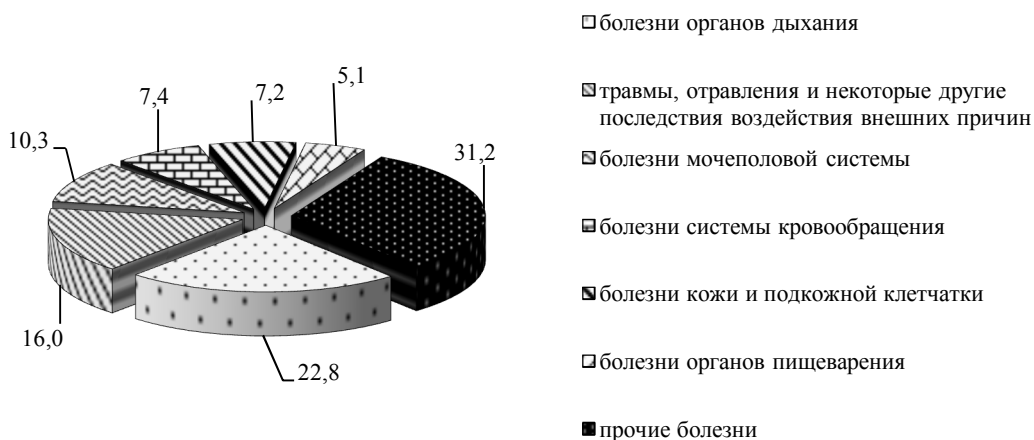 5,1
7,2
7,4
10,3
31,2
16,0
22,8
болезни органов дыхания
травмы, отравления и некоторые другие
последствия воздействия внешних причин
болезни мочеполовой системы
болезни системы кровообращения
болезни кожи и подкожной клетчатки
болезни органов пищеварения
прочие болезни